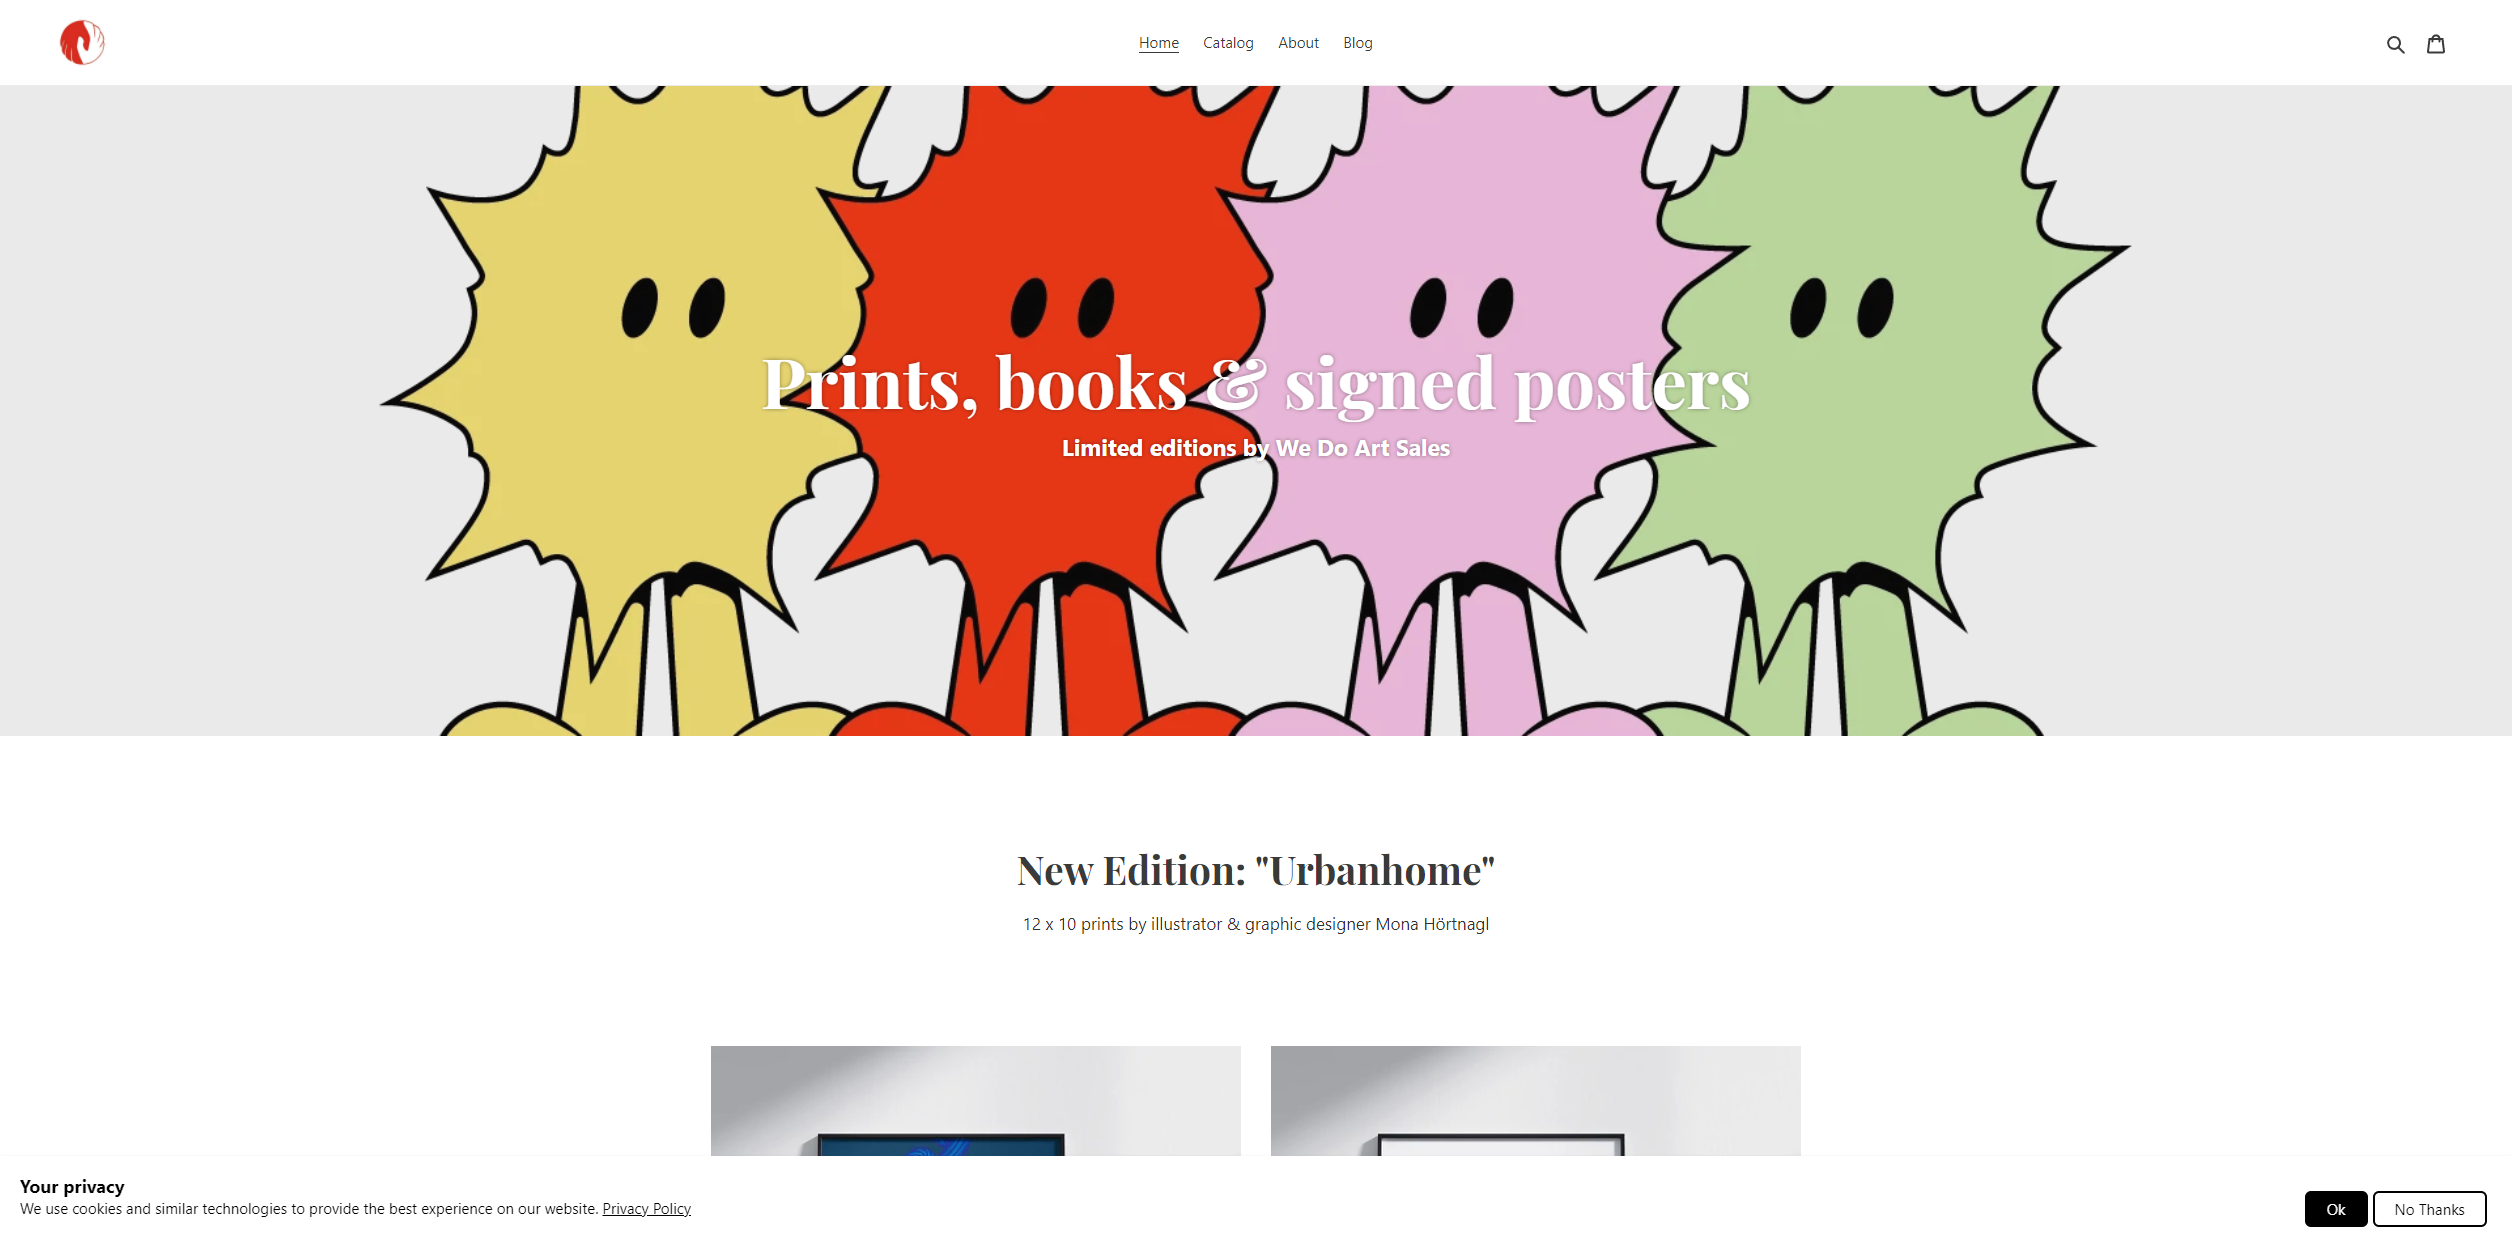 Home Catalog About Blog
Prints, books & signed posters
Limited editions by We Do Art Sales
New Edition: "Urbanhome"
12 x 10 prints by illustrator & graphic designer Mona Hörtnagl
Your privacy
We use cookies and similar technologies to provide the best experience on our website. Privacy Policy
Ok No Thanks